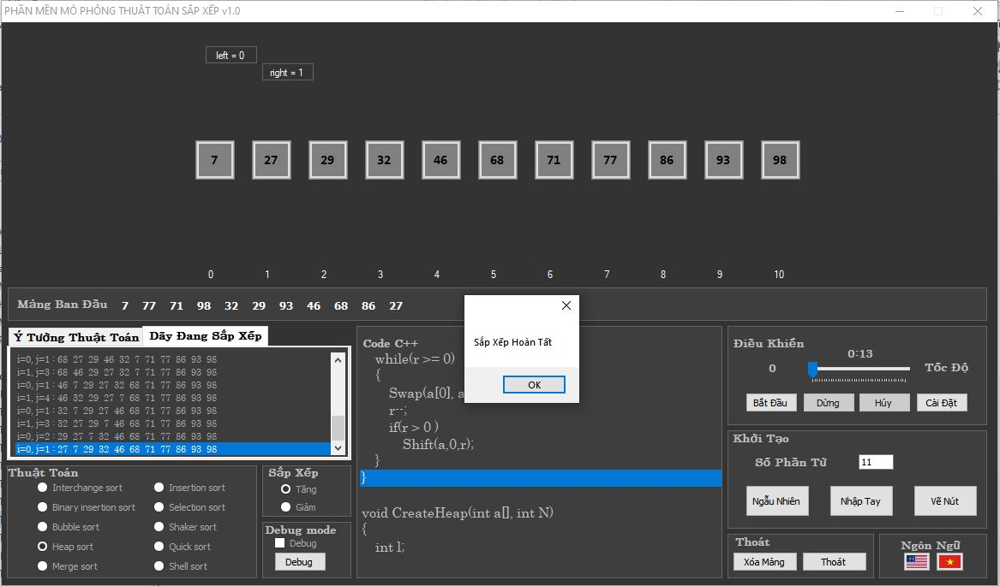 PHẦN MỀN MÔ PHỎNG THUẬT TOÁN SẮP XẾP v1.0
left = 0
right = 1
7 27 29 32 46 68 71 77 86 93 98
0 1 2 3 4 5 6 7 8 9 10
Mảng Ban Đầu 7 77 71 98 32 29 93 46 68 86 27
Ý Tưởng Thuật Toán
Dãy Đang Sắp Xếp
i=0, j=1 : 68 27 29 46 32 7 71 77 86 93 98
i=1, j=3 : 68 46 29 27 32 7 71 77 86 93 98
i=0, j=1 : 46 7 29 27 32 68 71 77 86 93 98
i=1, j=4 : 46 32 29 27 7 68 71 77 86 93 98
i=0, j=1 : 32 7 29 27 46 68 71 77 86 93 98
i=1, j=3 : 32 27 29 7 46 68 71 77 86 93 98
i=0, j=2 : 29 27 7 32 46 68 71 77 86 93 98
i=0, j=1 : 27 7 29 32 46 68 71 77 86 93 98
Thuật Toán
Interchange sort
Insertion sort
Binary insertion sort
Selection sort
Bubble sort
Shaker sort
Heap sort
Quick sort
Merge sort
Shell sort
Sắp Xếp
Tăng
Giảm
Debug mode
Debug
Debug
Code C++
while(r >= 0)
{
Swap(a[0], a
r--;
if(r > 0 )
Shift(a,0,r);
}
}
void CreateHeap(int a[], int N)
{
int l;
Sắp Xếp Hoàn Tất
OK
Điều Khiển
0:13
0
Tốc Độ
Bắt Đầu
Dừng
Hủy
Cài Đặt
Khởi Tạo
Số Phần Tử
11
Ngẫu Nhiên
Nhập Tay
Vẽ Nút
Thoát
Xóa Mảng
Thoát
Ngôn Ngữ